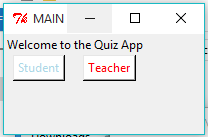 MAIN
Welcome to the Quiz App
Student Teacher